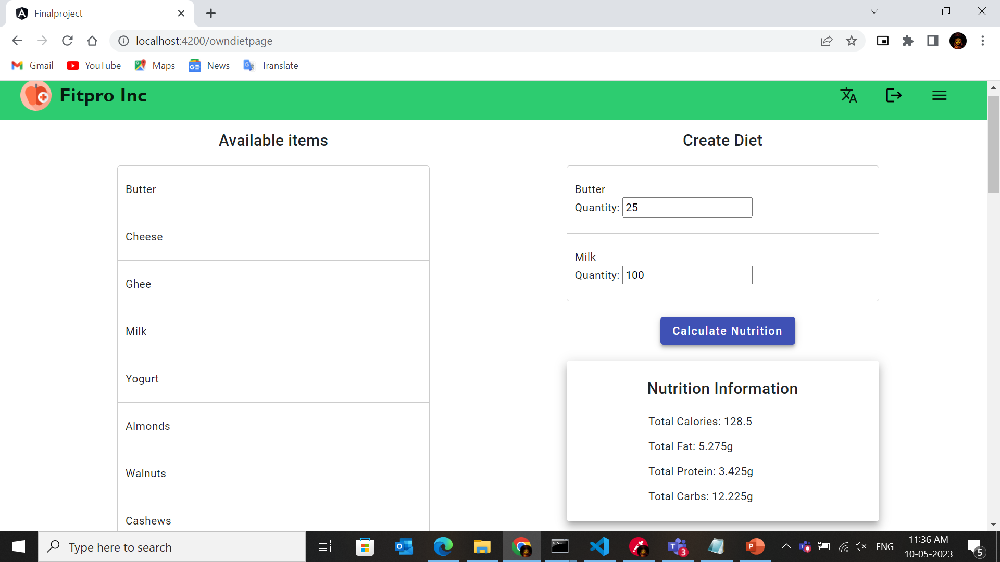 Finalproject
localhost:4200/owndietpage
Gmail
YouTube
Maps
News
Translate
Fitpro Inc
Available items
Butter
Cheese
Ghee
Milk
Yogurt
Almonds
Walnuts
Cashews
Create Diet
Butter
Quantity: 25
Milk
Quantity: 100
Calculate Nutrition
Nutrition Information
Total Calories: 128.5
Total Fat: 5.275g
Total Protein: 3.425g
Total Carbs: 12.225g
Type here to search
3
ENG
11:36 AM
10-05-2023
5